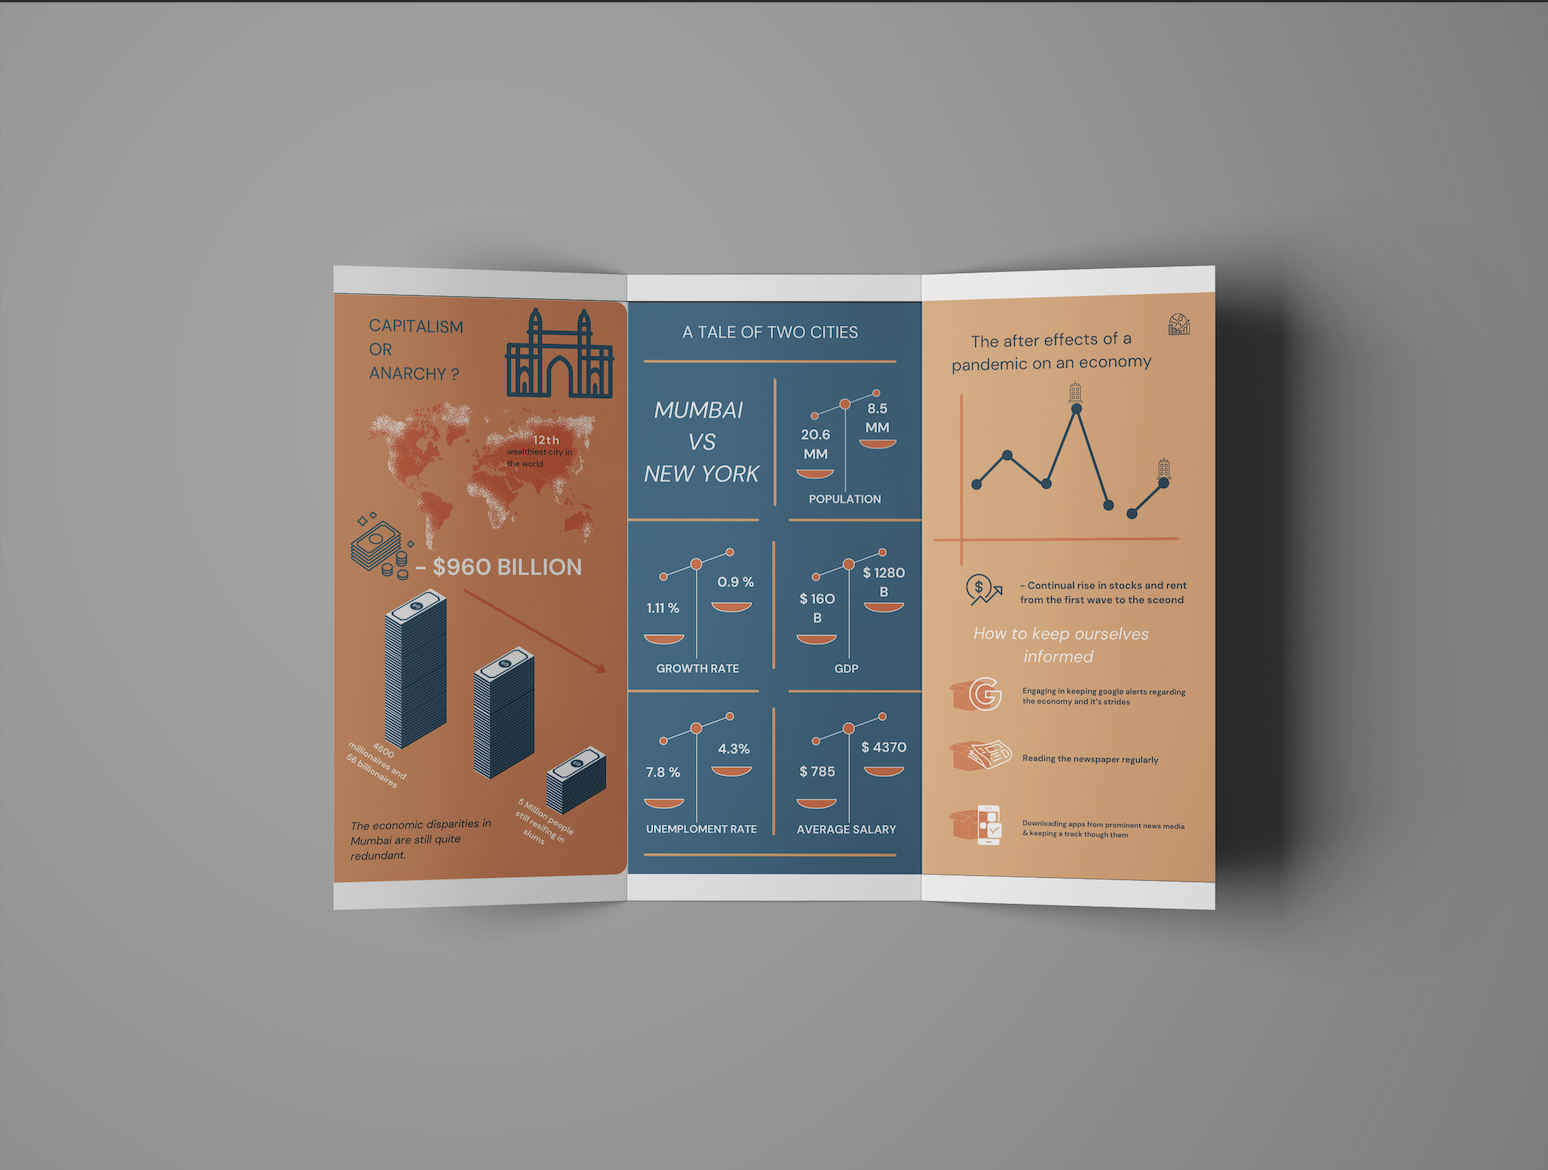 CAPITALISM
OR
ANARCHY ?
12th
wealthiest city in
the world
- $960 BILLION
4600
millionaires and
56 billionaires
5 Million people
still resifing in
slums
The economic disparities in
Mumbai are still quite
redundant.
A TALE OF TWO CITIES
MUMBAI
VS
NEW YORK
20.6
MM
8.5
MM
POPULATION
1.11 %
0.9 %
GROWTH RATE
$ 160
B
$ 1280
B
GDP
7.8 %
4.3%
UNEMPLOMENT RATE
$ 785
$ 4370
AVERAGE SALARY
The after effects of a
pandemic on an economy
- Continual rise in stocks and rent
from the first wave to the sceond
How to keep ourselves
informed
Engaging in keeping google alerts regarding
the economy and it's strides
Reading the newspaper regularly
Downloading apps from prominent news media
& keeping a track though them